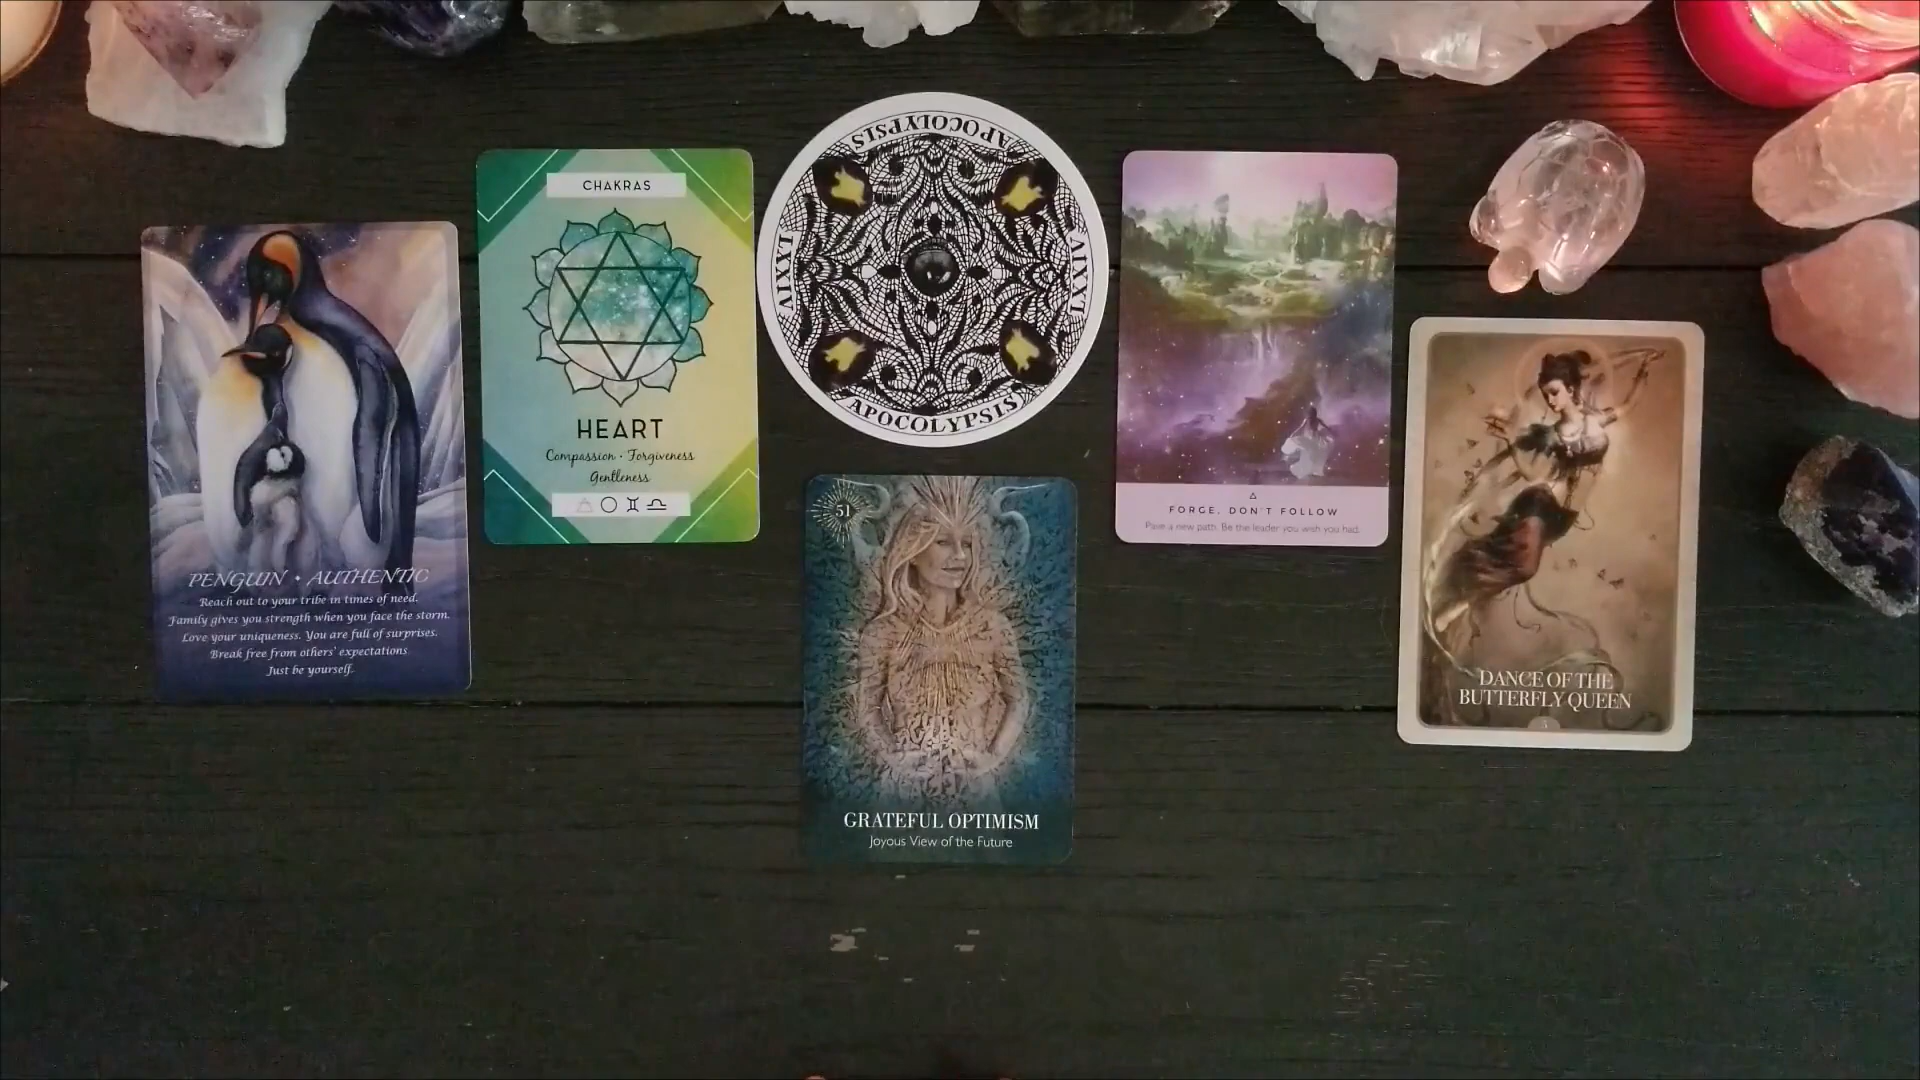 PENGUIN • AUTHENTIC
Reach out to your tribe in times of need.
Family gives you strength when you face the storm.
Love your uniqueness. You are full of surprises.
Break free from others' expectations
Just be yourself.
CHAKRAS
HEART
Compassion • Forgiveness
Gentleness
APOCOLYPSIS
LXXIV
VIXXVI
APOCOLYPSIS
51
GRATEFUL OPTIMISM
Joyous View of the Future
FORGE, DON'T FOLLOW
Pave a new path. Be the leader you wish you had.
DANCE OF THE
BUTTERFLY QUEEN